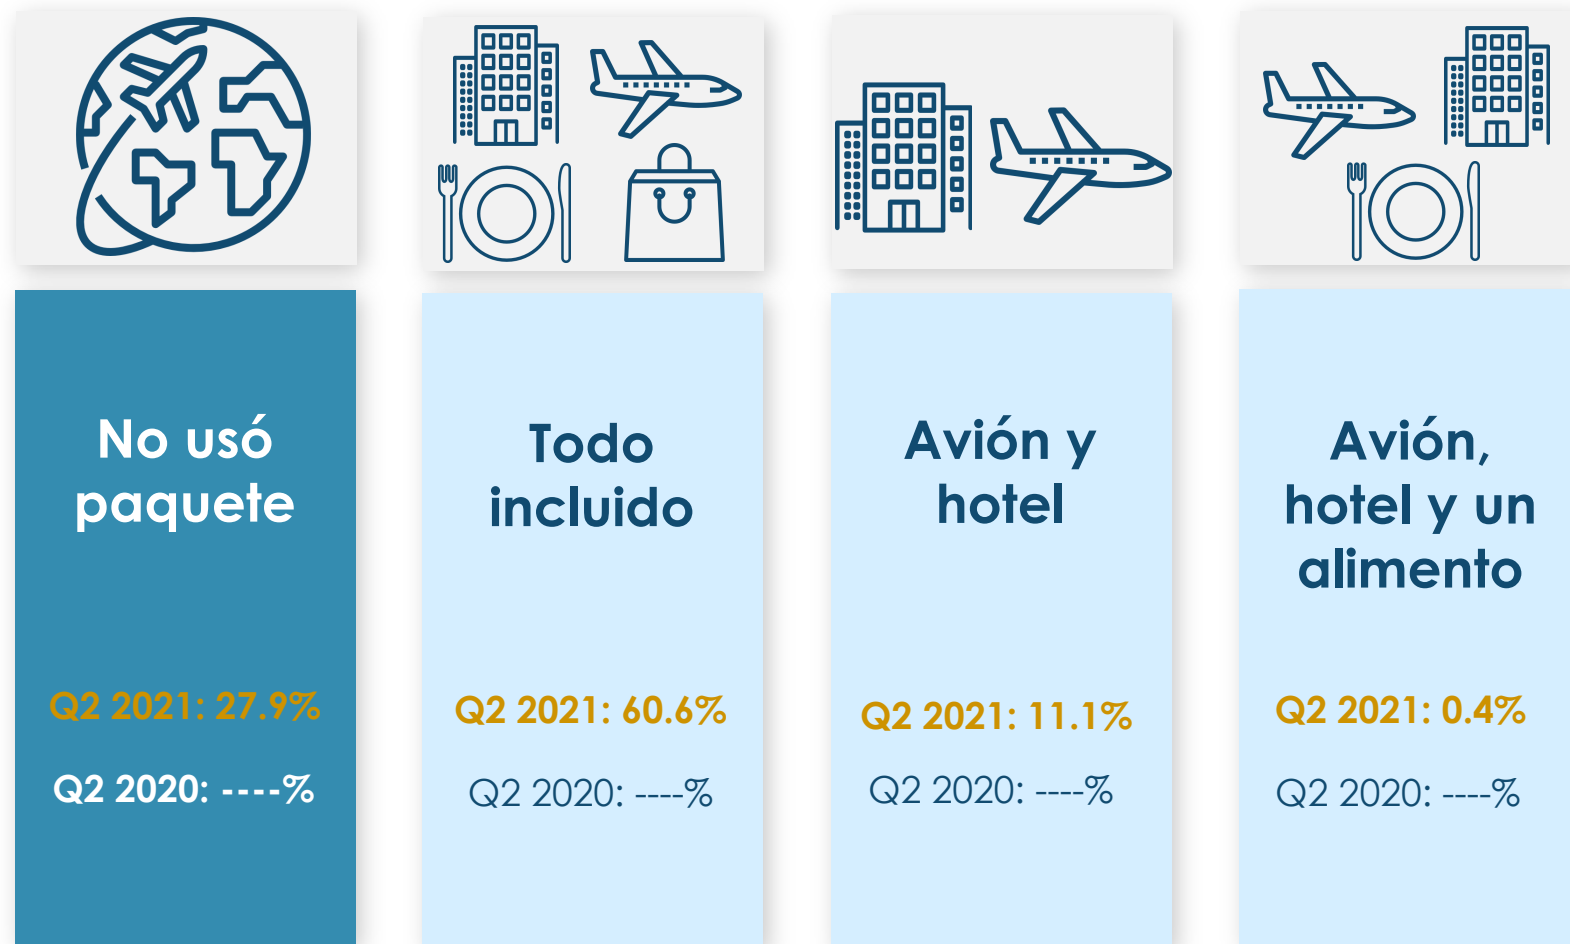 No usó
paquete
Q2 2021: 27.9%
Q2 2020: ----%
Todo
incluido
Q2 2021: 60.6%
Q2 2020: ----%
Avión y
hotel
Q2 2021: 11.1%
Q2 2020: ----%
Avión,
hotel y un
alimento
Q2 2021: 0.4%
Q2 2020: ----%